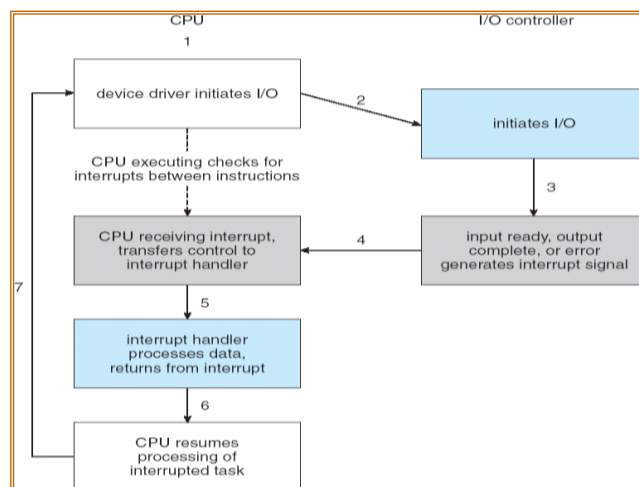 CPU
I/O controller
1
device driver initiates I/O
2
initiates I/O
CPU executing checks for
interrupts between instructions
3
CPU receiving interrupt,
transfers control to
interrupt handler
4
input ready, output
complete, or error
generates interrupt signal
7
5
interrupt handler
processes data,
returns from interrupt
6
CPU resumes
processing of
interrupted task